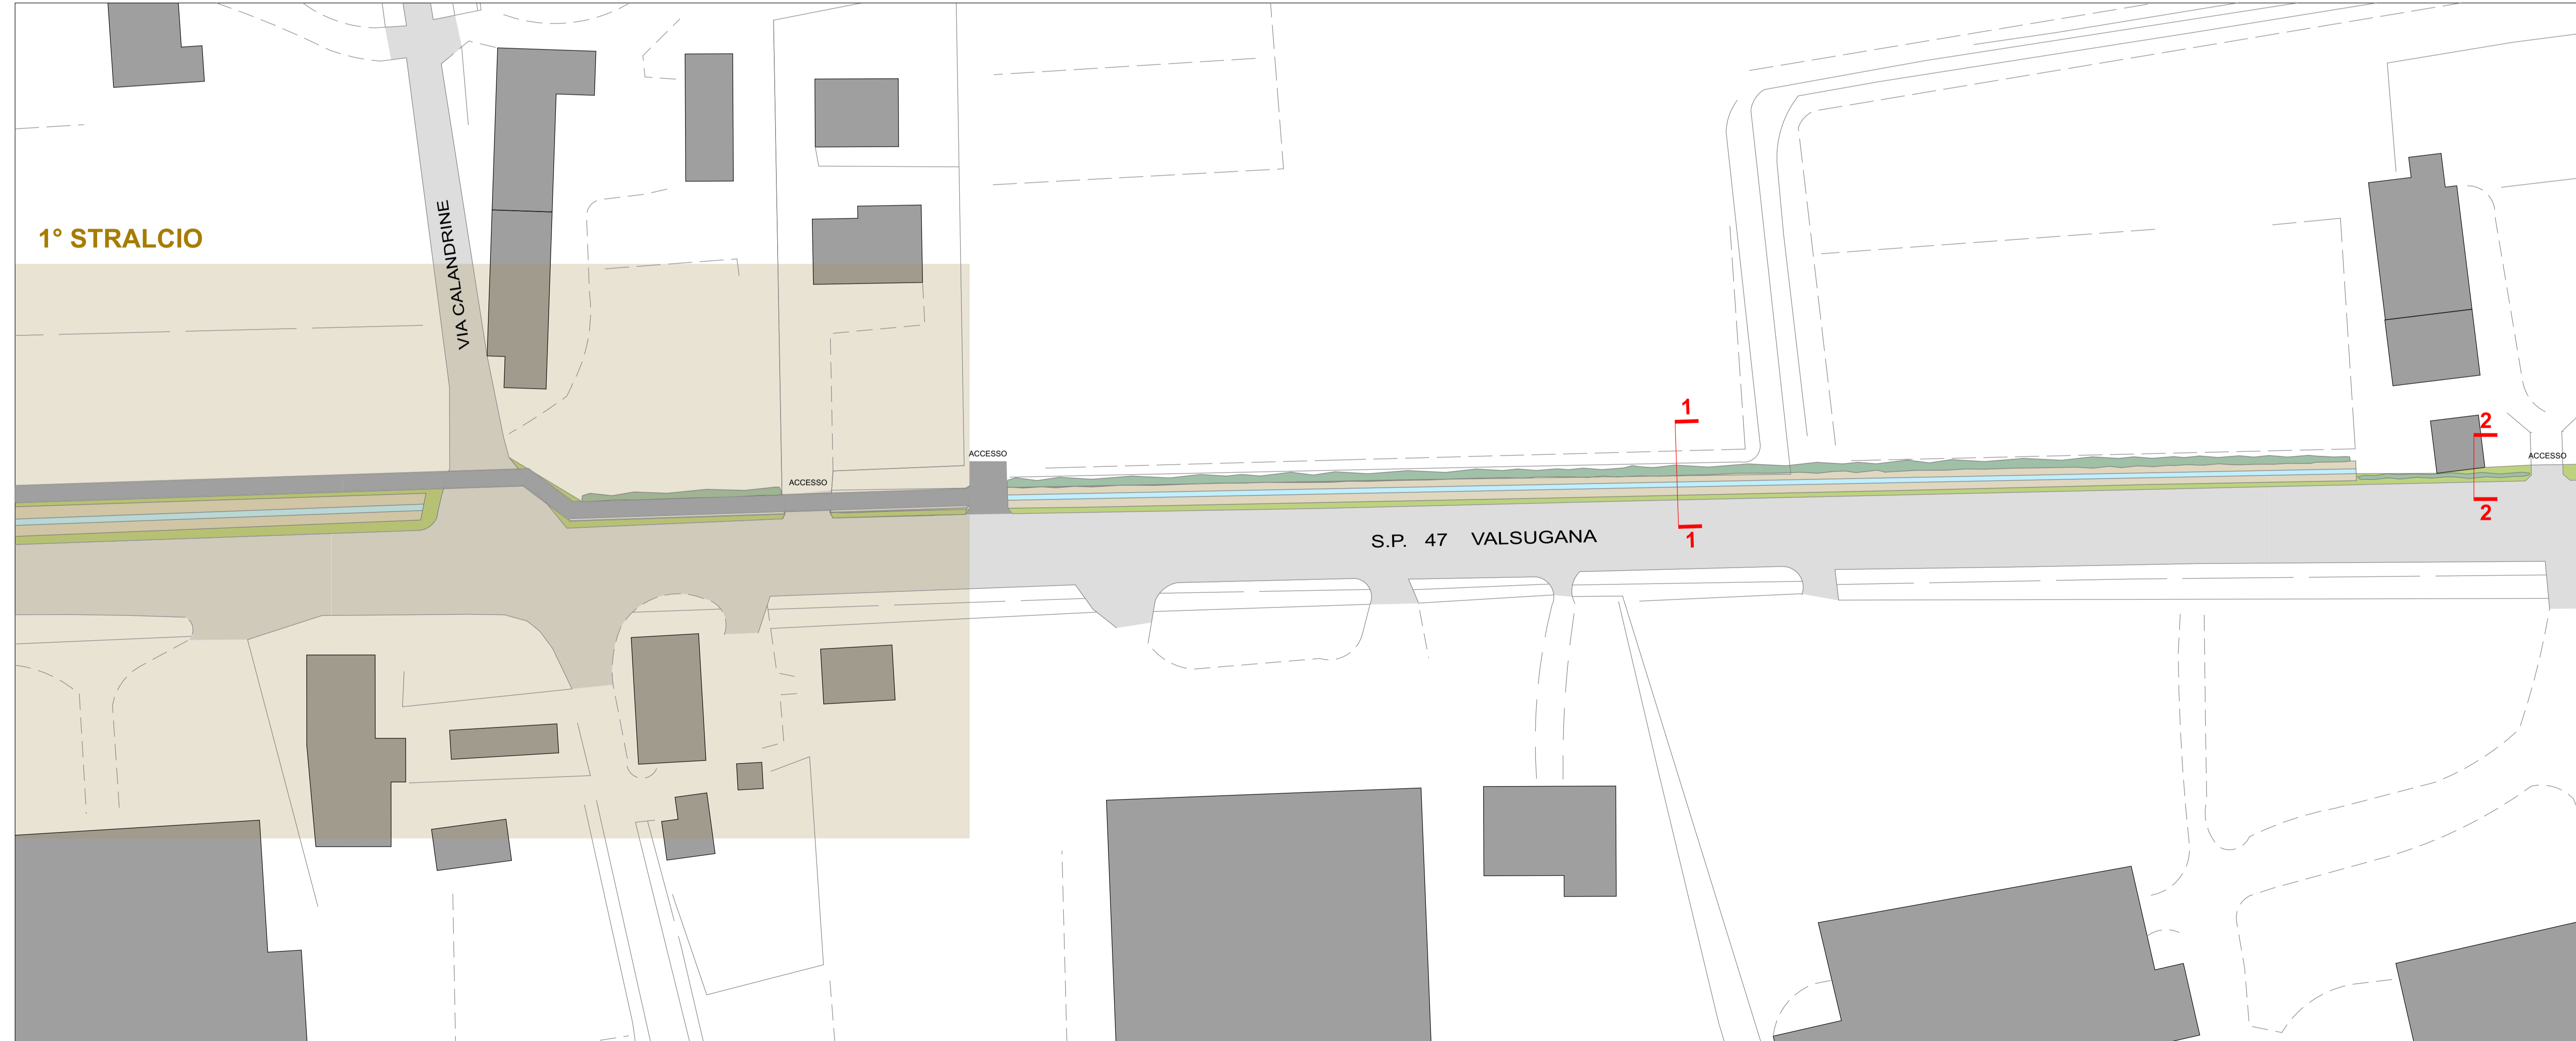 1° STRALCIO
VIA CALANDRINE
ACCESSO
ACCESSO
1
2
ACCESSO
2
1
S.P. 47 VALSUGANA